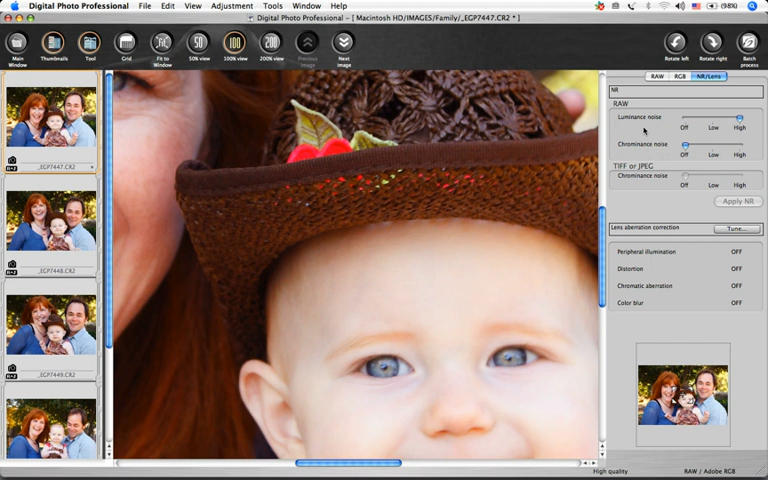 Digital Photo Professional File Edit View Adjustment Tools Window Help (98%)
Digital Photo Professional – [ Macintosh HD/IMAGES/Family/_EGP7447.CR2 * ]
50 100 200
Main Window Thumbnails Tool Grid Fit to Window 50% view 100% view 200% view Previous image Next image Rotate left Rotate right Batch process
RAW RGB NR/Lens
NR
RAW
Luminance noise
Off Low High
Chrominance noise
Off Low High
TIFF or JPEG
Chrominance noise
Off Low High
Apply NR
Lens aberration correction Tune...
Peripheral illumination OFF
Distortion OFF
Chromatic aberration OFF
Color blur OFF
_EGP7447.CR2
_EGP7448.CR2
_EGP7449.CR2
High quality RAW / Adobe RGB